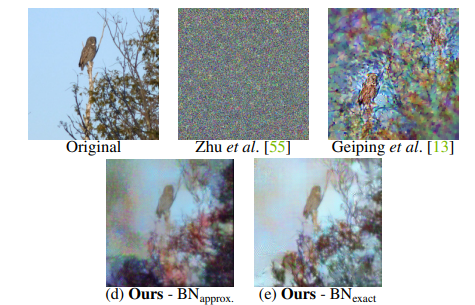 Original
Zhu et al. [55]
Geiping et al. [13]
(d) Ours - BNapprox.
(e) Ours - BNexact